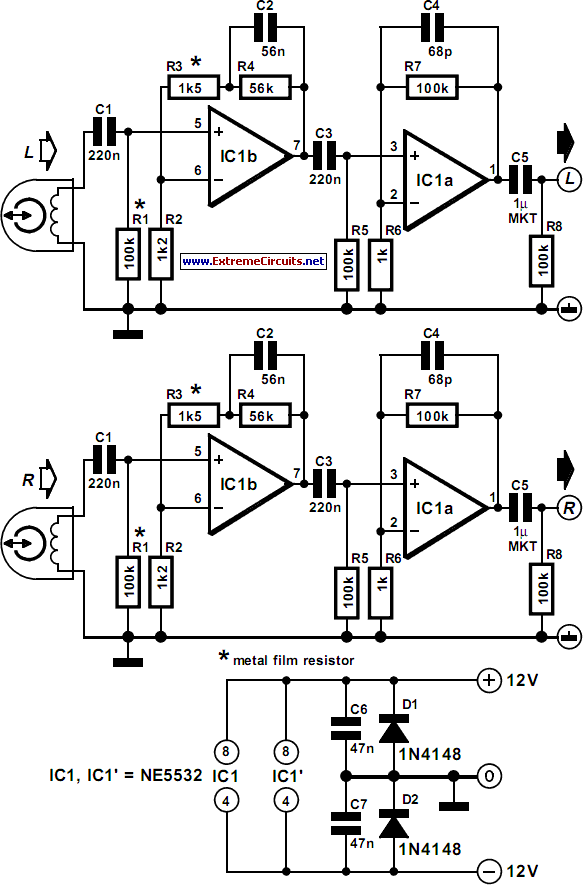 C2
C4
R3 *
R4
56n
R7
68p
1k5
56k
100k
C1
L
220n
5
+
IC1b
7
C3
3
+
IC1a
1
C5
L
6
−
220n
2
−
1µ
MKT
*
R1
R2
R5
R6
R8
100k
1k2
www.ExtremeCircuits.net
100k
1k
100k
C2
C4
R3 *
R4
56n
R7
68p
1k5
56k
100k
C1
R
220n
5
+
IC1b
7
C3
3
+
IC1a
1
C5
R
6
−
220n
2
−
1µ
MKT
*
R1
R2
R5
R6
R8
100k
1k2
100k
1k
100k
* metal film resistor
+ 12V
C6
D1
47n
1N4148
8
8
IC1, IC1' = NE5532
IC1
IC1'
0
4
4
C7
D2
47n
1N4148
− 12V